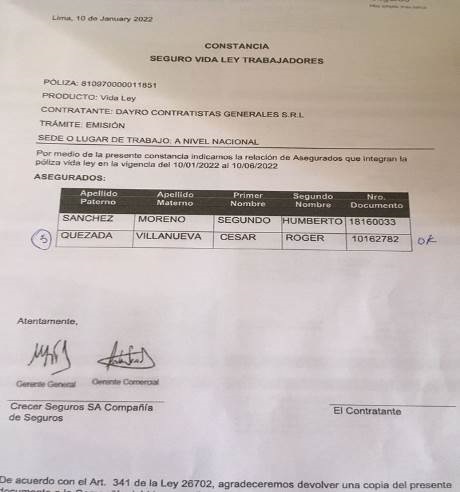 Lima, 10 de January 2022
CONSTANCIA
SEGURO VIDA LEY TRABAJADORES
PÓLIZA: 810970000011851
PRODUCTO: Vida Ley
CONTRATANTE: DAYRO CONTRATISTAS GENERALES S.R.L
TRÁMITE: EMISIÓN
SEDE O LUGAR DE TRABAJO: A NIVEL NACIONAL
Por medio de la presente constancia indicamos la relación de Asegurados que integran la
póliza vida ley en la vigencia del 10/01/2022 al 10/06/2022
ASEGURADOS:
Apellido Paterno Apellido Materno Primer Nombre Segundo Nombre Nro. Documento
SANCHEZ MORENO SEGUNDO HUMBERTO 18160033
5 QUEZADA VILLANUEVA CESAR ROGER 10162782 OK
Atentamente,
Gerente General Gerente Comercial
Crecer Seguros SA Compañía
de Seguros
El Contratante
De acuerdo con el Art. 341 de la Ley 26702, agradeceremos devolver una copia del presente